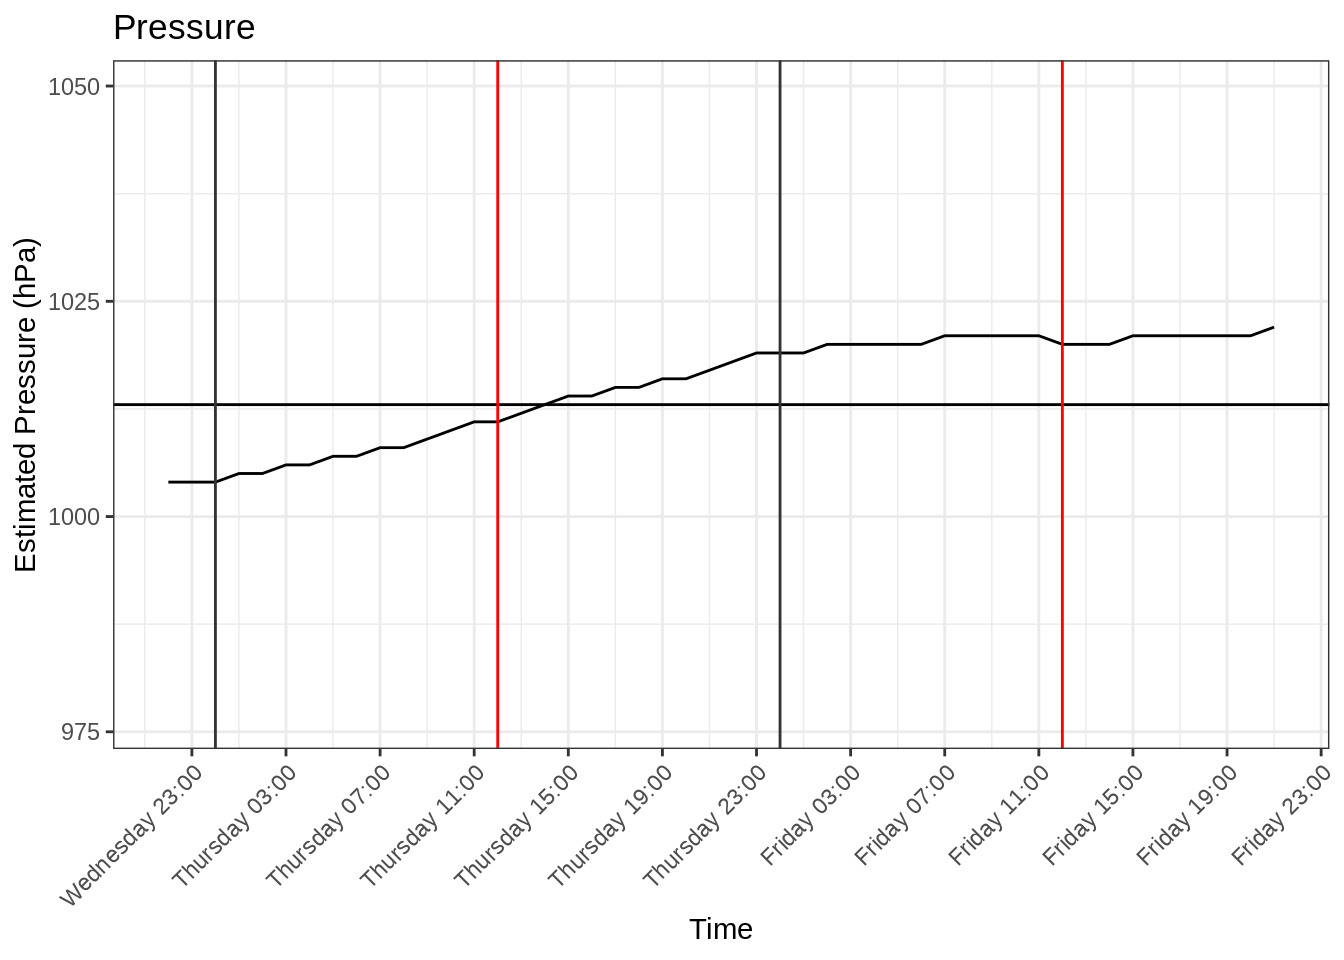 Pressure
Estimated Pressure (hPa)
1050
1025
1000
975
Wednesday 23:00
Thursday 03:00
Thursday 07:00
Thursday 11:00
Thursday 15:00
Thursday 19:00
Thursday 23:00
Friday 03:00
Friday 07:00
Friday 11:00
Friday 15:00
Friday 19:00
Friday 23:00
Time